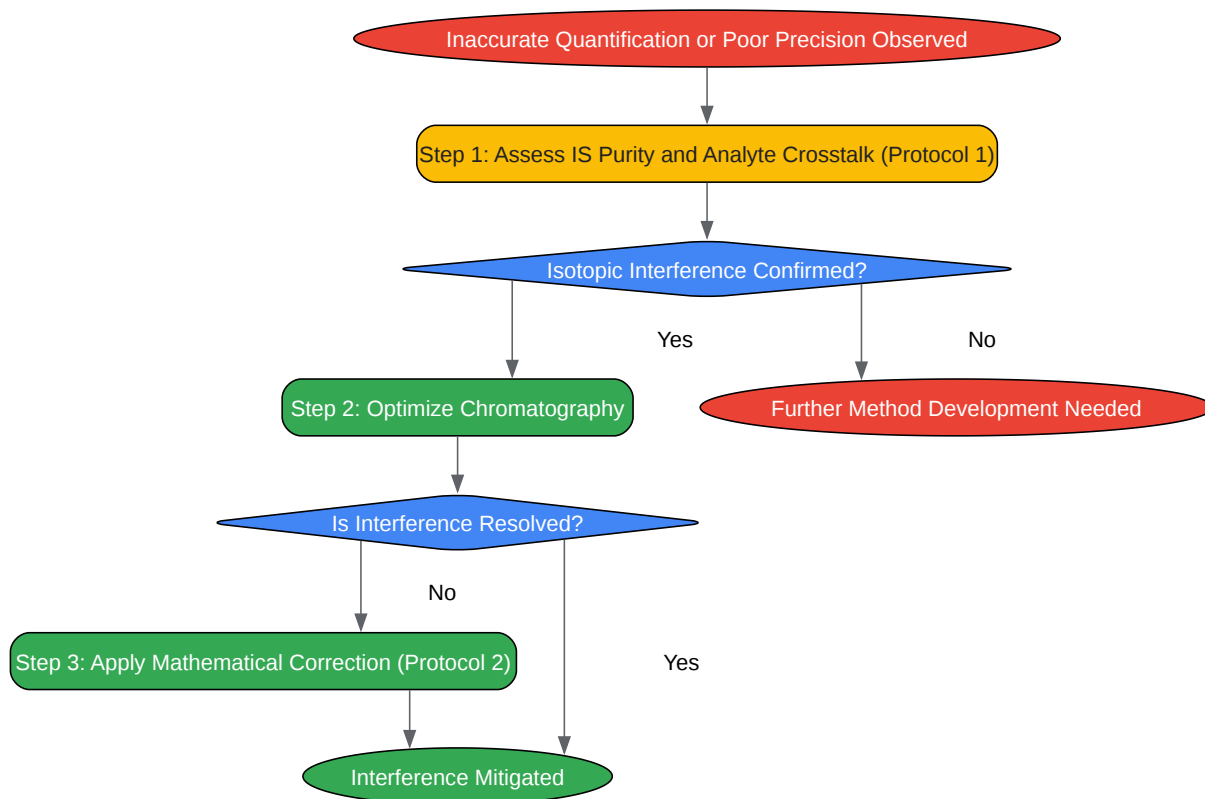 Inaccurate Quantification or Poor Precision Observed
Step 1: Assess IS Purity and Analyte Crosstalk (Protocol 1)
Isotopic Interference Confirmed?
Yes
No
Step 2: Optimize Chromatography
Further Method Development Needed
Is Interference Resolved?
No
Yes
Step 3: Apply Mathematical Correction (Protocol 2)
Interference Mitigated